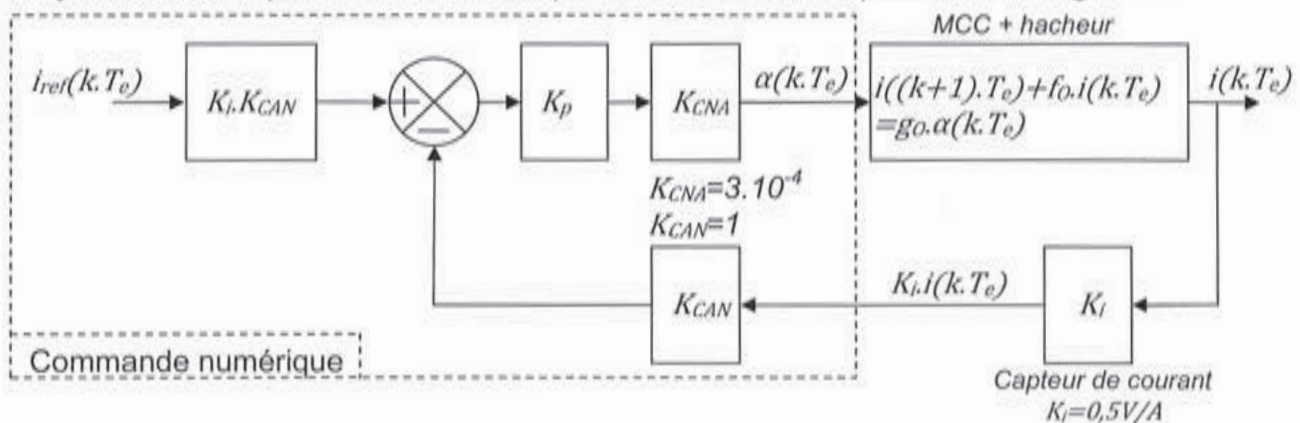 MCC + hacheur
i_ref(k.T_e)
K_i.K_CAN
+
−
K_p
K_CNA
α(k.T_e)
i((k+1).T_e)+f_0.i(k.T_e)
=g_0.α(k.T_e)
i(k.T_e)
K_CNA=3.10^-4
K_CAN=1
K_CAN
K_i.i(k.T_e)
K_i
Commande numérique
Capteur de courant
K_i=0,5V/A